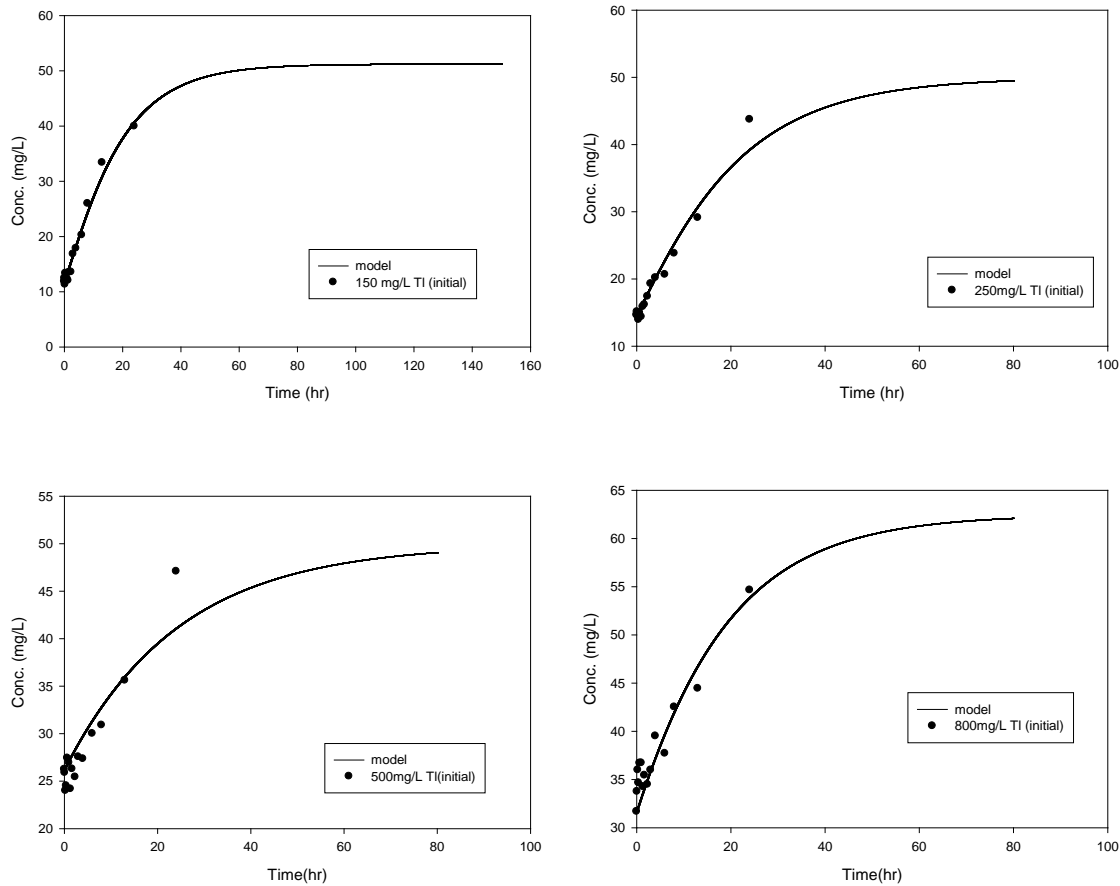 60
50
40
30
20
10
0
Conc. (mg/L)
model
150 mg/L Tl (initial)
0 20 40 60 80 100 120 140 160
Time (hr)
60
50
40
30
20
10
Conc. (mg/L)
model
250mg/L Tl (initial)
0 20 40 60 80 100
Time (hr)
55
50
45
40
35
30
25
20
Conc. (mg/L)
model
500mg/L Tl(initial)
0 20 40 60 80 100
Time(hr)
65
60
55
50
45
40
35
30
Conc. (mg/L)
model
800mg/L Tl (initial)
0 20 40 60 80 100
Time(hr)